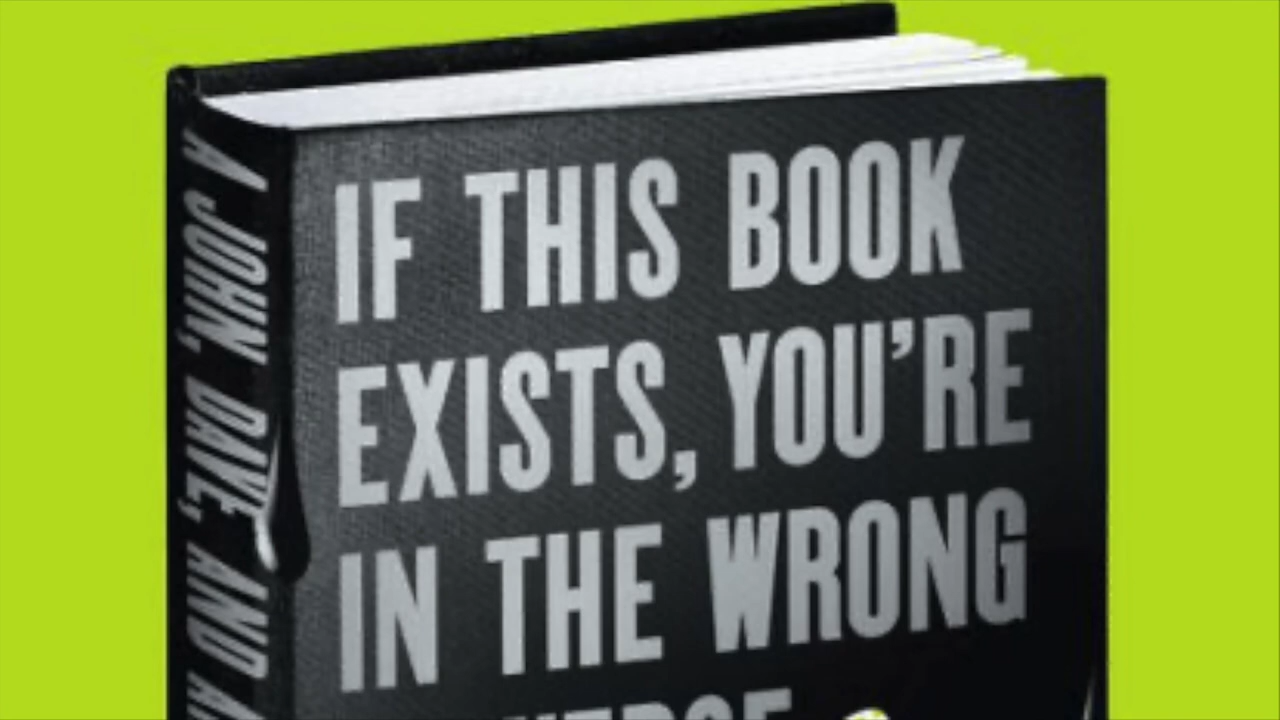 IF THIS BOOK
EXISTS, YOU'RE
IN THE WRONG
A JOHN, DAVE, AND